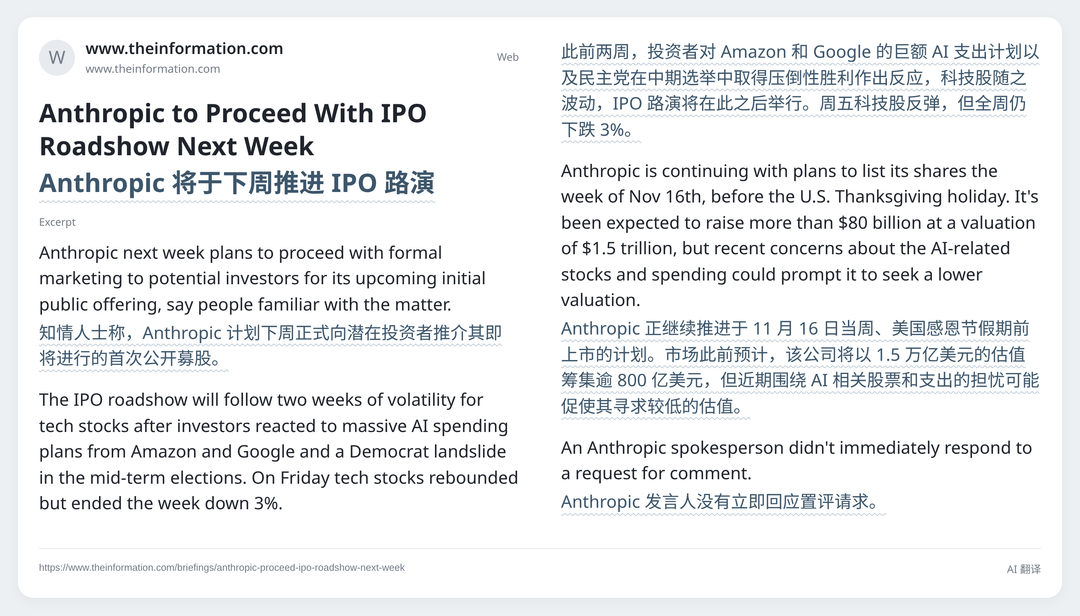 W
www.theinformation.com
www.theinformation.com
Web
Anthropic to Proceed With IPO
Roadshow Next Week
Anthropic 将于下周推进 IPO 路演
Excerpt
Anthropic next week plans to proceed with formal
marketing to potential investors for its upcoming initial
public offering, say people familiar with the matter.
知情人士称，Anthropic 计划下周正式向潜在投资者推介其即
将进行的首次公开募股。
The IPO roadshow will follow two weeks of volatility for
tech stocks after investors reacted to massive AI spending
plans from Amazon and Google and a Democrat landslide
in the mid-term elections. On Friday tech stocks rebounded
but ended the week down 3%.
此前两周，投资者对 Amazon 和 Google 的巨额 AI 支出计划以
及民主党在中期选举中取得压倒性胜利作出反应，科技股随之
波动，IPO 路演将在此之后举行。周五科技股反弹，但全周仍
下跌 3%。
Anthropic is continuing with plans to list its shares the
week of Nov 16th, before the U.S. Thanksgiving holiday. It's
been expected to raise more than $80 billion at a valuation
of $1.5 trillion, but recent concerns about the AI-related
stocks and spending could prompt it to seek a lower
valuation.
Anthropic 正继续推进于 11 月 16 日当周、美国感恩节假期前
上市的计划。市场此前预计，该公司将以 1.5 万亿美元的估值
筹集逾 800 亿美元，但近期围绕 AI 相关股票和支出的担忧可能
促使其寻求较低的估值。
An Anthropic spokesperson didn't immediately respond to
a request for comment.
Anthropic 发言人没有立即回应置评请求。
https://www.theinformation.com/briefings/anthropic-proceed-ipo-roadshow-next-week
AI 翻译